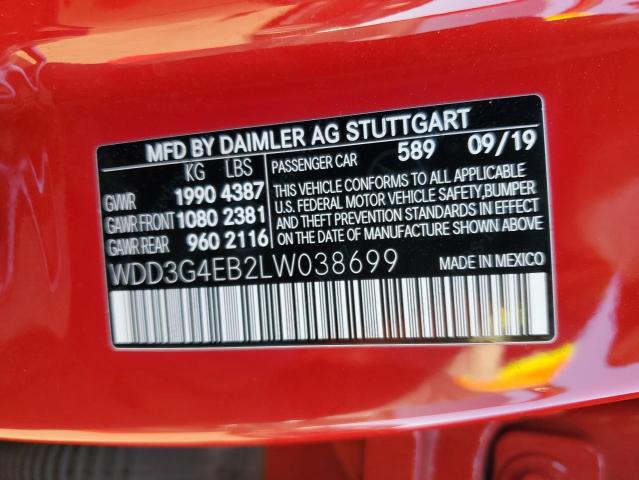 MFD BY DAIMLER AG STUTTGART
KG LBS
GVWR 1990 4387
GAWR FRONT 1080 2381
GAWR REAR 960 2116
PASSENGER CAR 589 09/19
THIS VEHICLE CONFORMS TO ALL APPLICABLE
U.S. FEDERAL MOTOR VEHICLE SAFETY,BUMPER
AND THEFT PREVENTION STANDARDS IN EFFECT
ON THE DATE OF MANUFACTURE SHOWN ABOVE.
WDD3G4EB2LW038699 MADE IN MEXICO